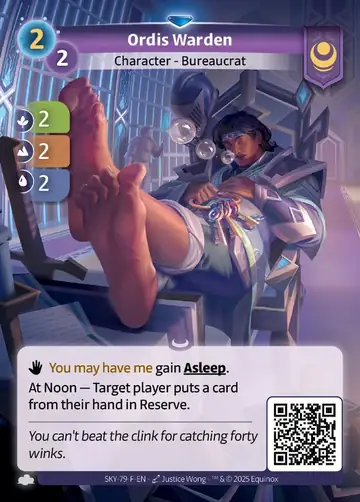 2
Ordis Warden
2
Character - Bureaucrat
2
2
2
You may have me gain Asleep.
At Noon — Target player puts a card
from their hand in Reserve.
You can't beat the clink for catching forty
winks.
SKY-79-F-EN - Justice Wong - ™ & © 2025 Equinox